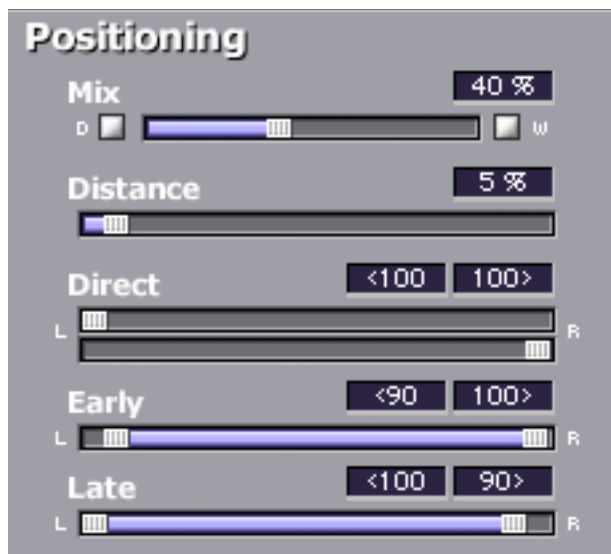 Positioning
Mix 40 %
D W
Distance 5 %
Direct <100 100>
L R
Early <90 100>
L R
Late <100 90>
L R